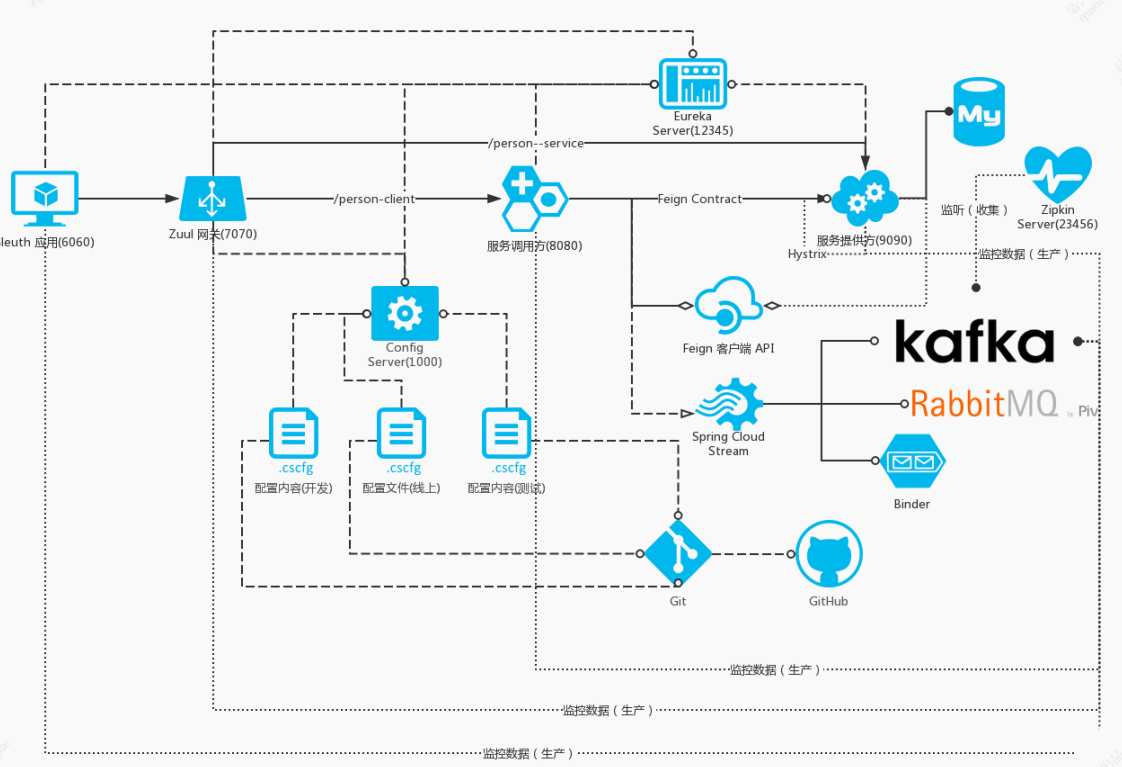 Eureka
Server(12345)
My
/person--service
/person-client
Feign Contract
监听（收集）
Zipkin
Server(23456)
leuth 应用(6060)
Zuul 网关(7070)
服务调用方(8080)
服务提供方(9090)
Hystrix
监控数据（生产）
Config
Server(1000)
Feign 客户端 API
kafka
RabbitMQ
by Piv
Spring Cloud
Stream
.cscfg
.cscfg
.cscfg
配置内容(开发)
配置文件(线上)
配置内容(测试)
Binder
Git
GitHub
监控数据（生产）
监控数据（生产）
监控数据（生产）